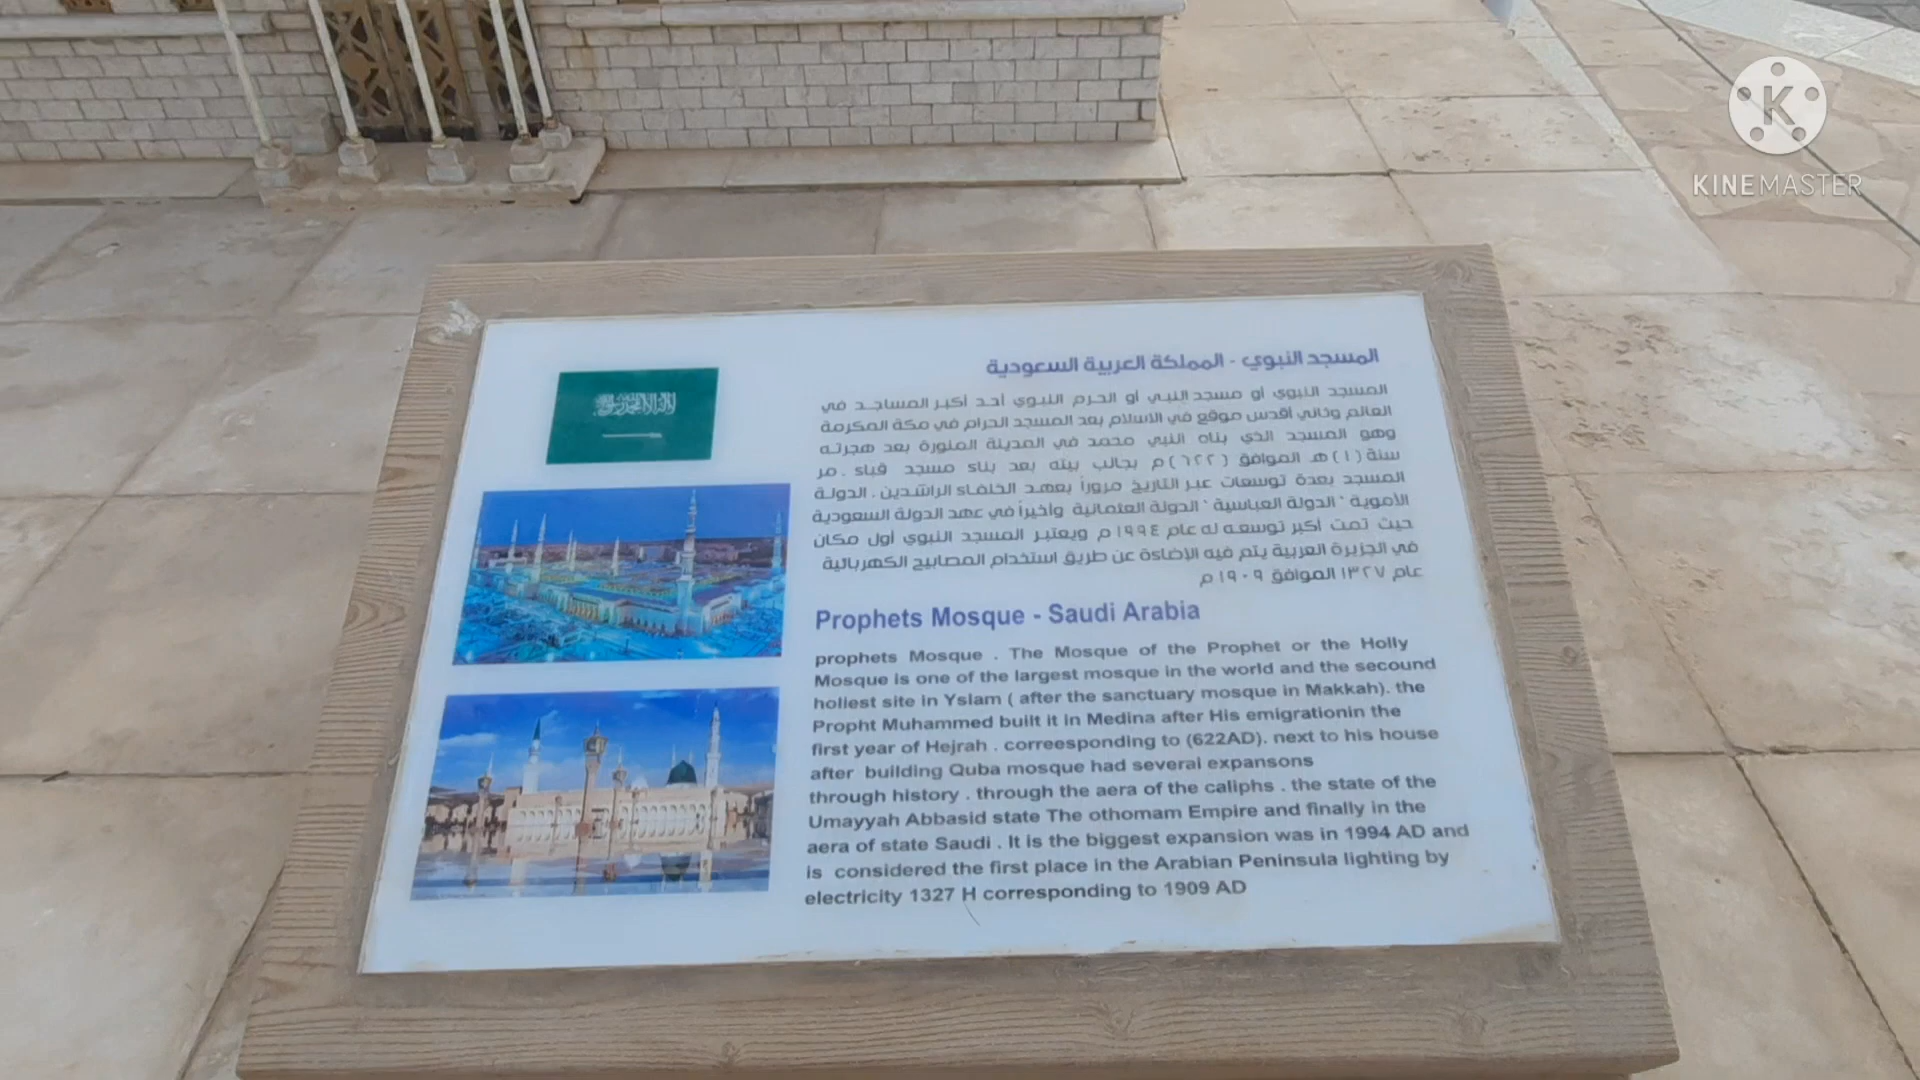 المسجد النبوي - المملكة العربية السعودية
المسجد النبوي أو مسجد النبي أو الحرم النبوي أحد أكبر المساجد في
العالم وثاني أقدس موقع في الاسلام بعد المسجد الحرام في مكة المكرمة
وهو المسجد الذي بناه النبي محمد في المدينة المنورة بعد هجرته
سنة (١) هـ الموافق (٦٢٢) م بجانب بيته بعد بناء مسجد قباء . مر
المسجد بعدة توسعات عبر التاريخ مروراً بعهد الخلفاء الراشدين . الدولة
الأموية ' الدولة العباسية ' الدولة العثمانية وأخيراً في عهد الدولة السعودية
حيث تمت أكبر توسعه له عام ١٩٩٤ م ويعتبر المسجد النبوي أول مكان
في الجزيرة العربية يتم فيه الإضاءة عن طريق استخدام المصابيح الكهربائية
عام ١٣٢٧ الموافق ١٩٠٩ م
Prophets Mosque - Saudi Arabia
prophets Mosque . The Mosque of the Prophet or the Holly
Mosque is one of the largest mosque in the world and the secound
holiest site in Yslam ( after the sanctuary mosque in Makkah). the
Propht Muhammed built it in Medina after His emigrationin the
first year of Hejrah . correesponding to (622AD). next to his house
after building Quba mosque had several expansons
through history . through the aera of the caliphs . the state of the
Umayyah Abbasid state The othomam Empire and finally in the
aera of state Saudi . It is the biggest expansion was in 1994 AD and
is considered the first place in the Arabian Peninsula lighting by
electricity 1327 H corresponding to 1909 AD
K
KINEMASTER